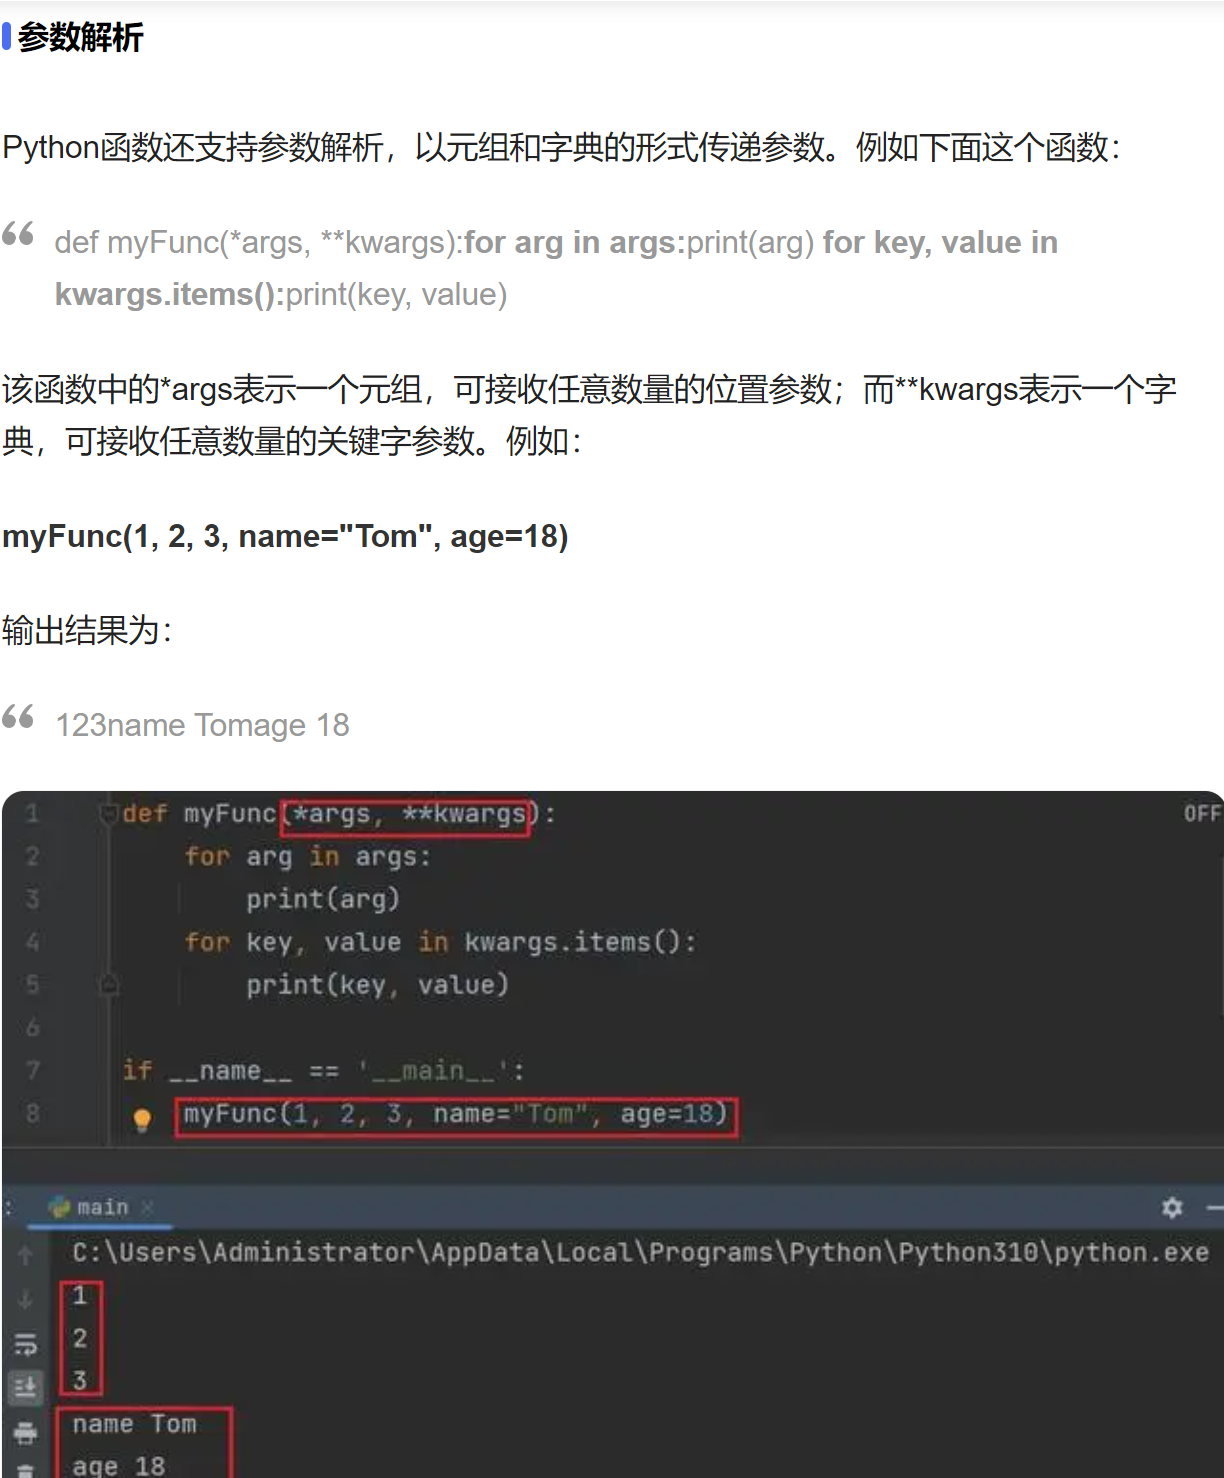 参数解析
Python函数还支持参数解析，以元组和字典的形式传递参数。例如下面这个函数：
def myFunc(*args, **kwargs):for arg in args:print(arg) for key, value in
kwargs.items():print(key, value)
该函数中的*args表示一个元组，可接收任意数量的位置参数；而**kwargs表示一个字
典，可接收任意数量的关键字参数。例如：
myFunc(1, 2, 3, name="Tom", age=18)
输出结果为：
123name Tomage 18
1 def myFunc(*args, **kwargs): OFF
2 for arg in args:
3 print(arg)
4 for key, value in kwargs.items():
5 print(key, value)
6
7 if __name__ == '__main__':
8 myFunc(1, 2, 3, name="Tom", age=18)
: main ×
C:\Users\Administrator\AppData\Local\Programs\Python\Python310\python.exe
1
2
3
name Tom
age 18